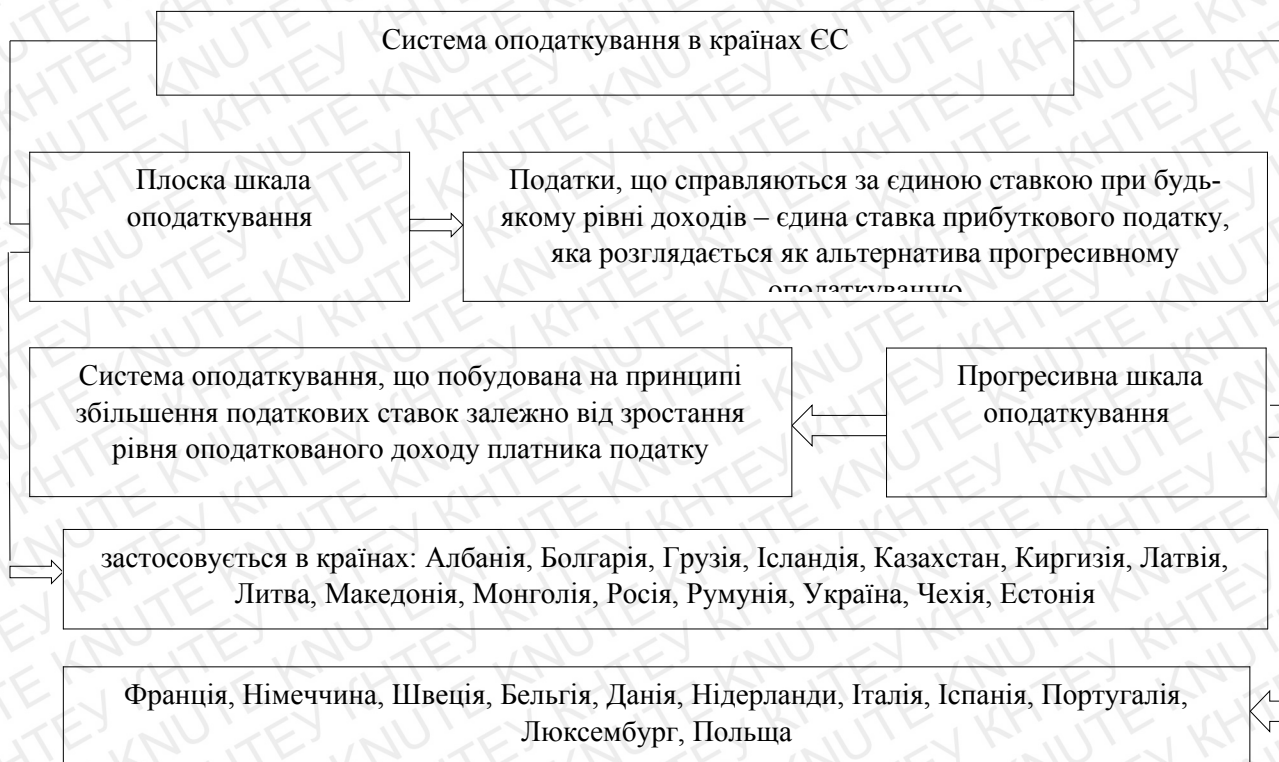 Система оподаткування в країнах ЄС
Плоска шкала
оподаткування
Податки, що справляються за єдиною ставкою при будь-
якому рівні доходів – єдина ставка прибуткового податку,
яка розглядається як альтернатива прогресивному
оподаткуванню
Система оподаткування, що побудована на принципі
збільшення податкових ставок залежно від зростання
рівня оподаткованого доходу платника податку
Прогресивна шкала
оподаткування
застосовується в країнах: Албанія, Болгарія, Грузія, Ісландія, Казахстан, Киргизія, Латвія,
Литва, Македонія, Монголія, Росія, Румунія, Україна, Чехія, Естонія
Франція, Німеччина, Швеція, Бельгія, Данія, Нідерланди, Італія, Іспанія, Португалія,
Люксембург, Польща